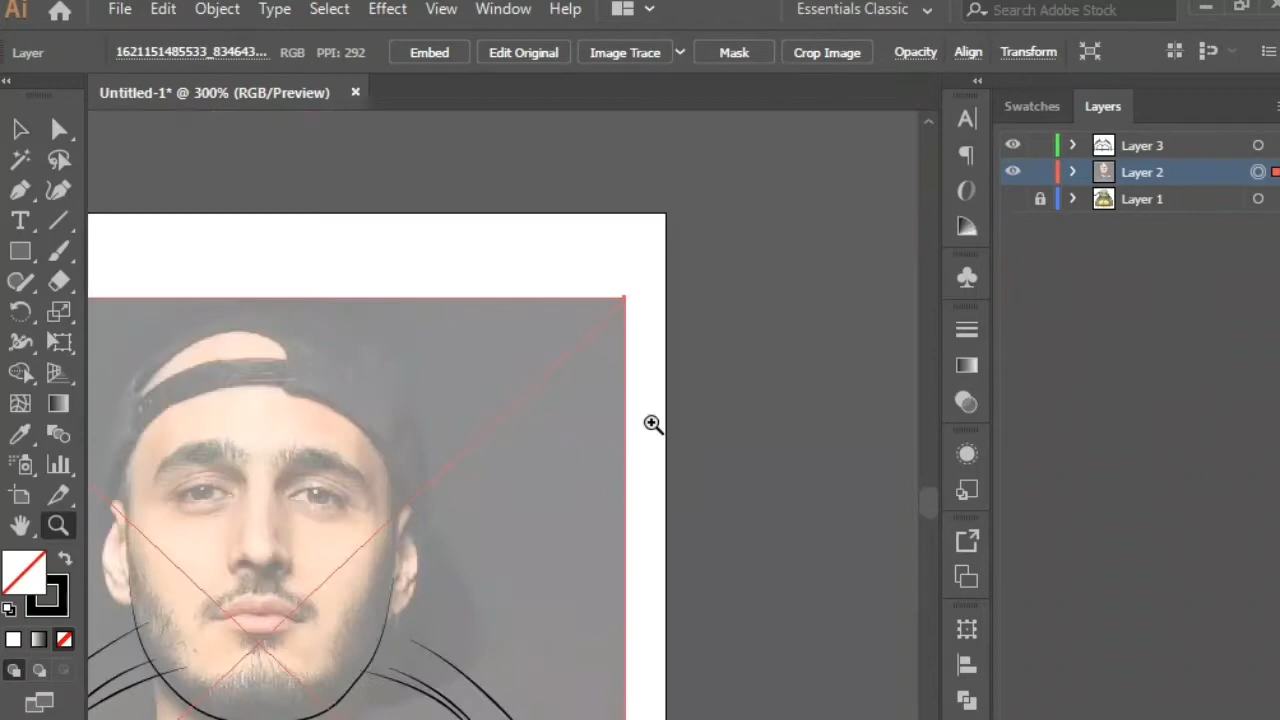 Ai File Edit Object Type Select Effect View Window Help Essentials Classic Search Adobe Stock
Layer 1621151485533_834643... RGB PPI: 292 Embed Edit Original Image Trace Mask Crop Image Opacity Align Transform
Untitled-1* @ 300% (RGB/Preview)
Swatches Layers
Layer 3
Layer 2
Layer 1